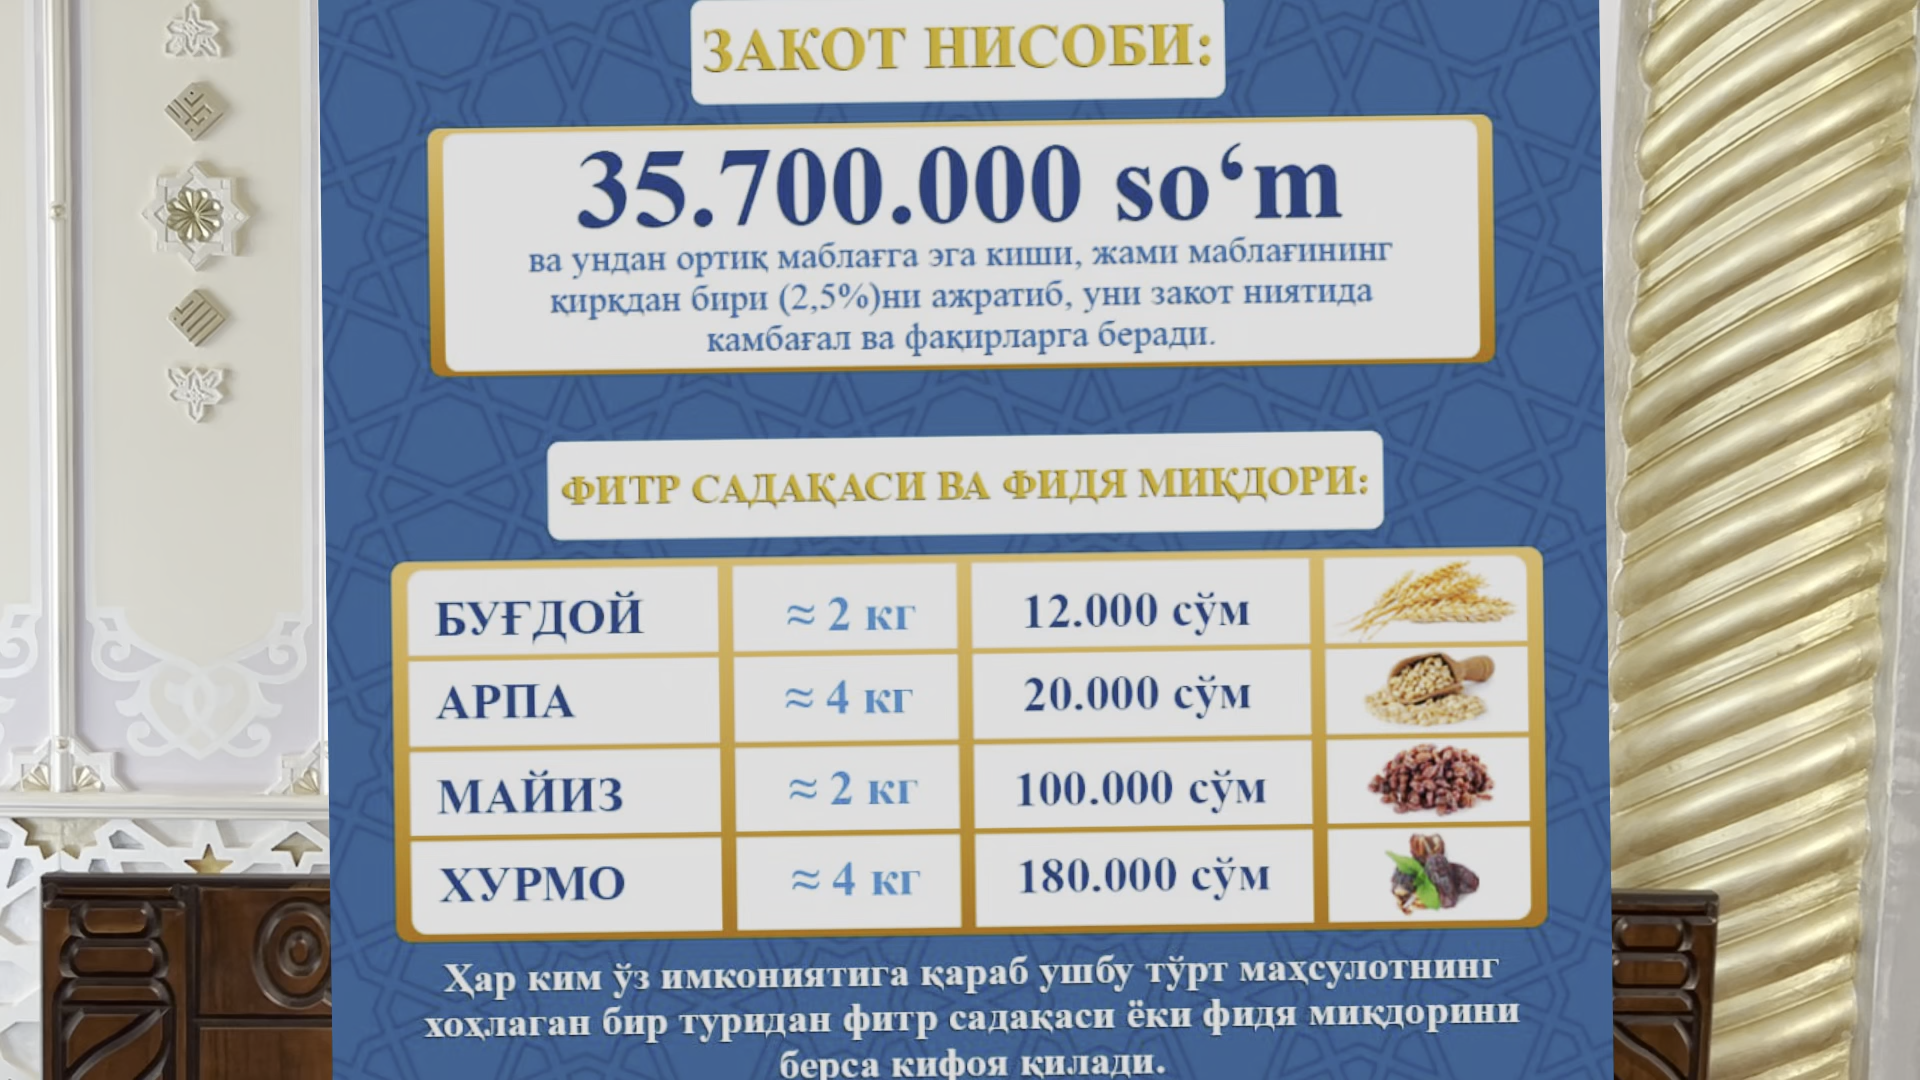 ЗАКОТ НИСОБИ:
35.700.000 so‘m
ва ундан ортиқ маблағга эга киши, жами маблағининг
қирқдан бири (2,5%)ни ажратиб, уни закот ниятида
камбағал ва фақирларга беради.
ФИТР САДАҚАСИ ВА ФИДЯ МИҚДОРИ:
БУҒДОЙ ≈ 2 кг 12.000 сўм
АРПА ≈ 4 кг 20.000 сўм
МАЙИЗ ≈ 2 кг 100.000 сўм
ХУРМО ≈ 4 кг 180.000 сўм
Ҳар ким ўз имкониятига қараб ушбу тўрт маҳсулотнинг
хоҳлаган бир туридан фитр садақаси ёки фидя миқдорини
берса кифоя қилади.